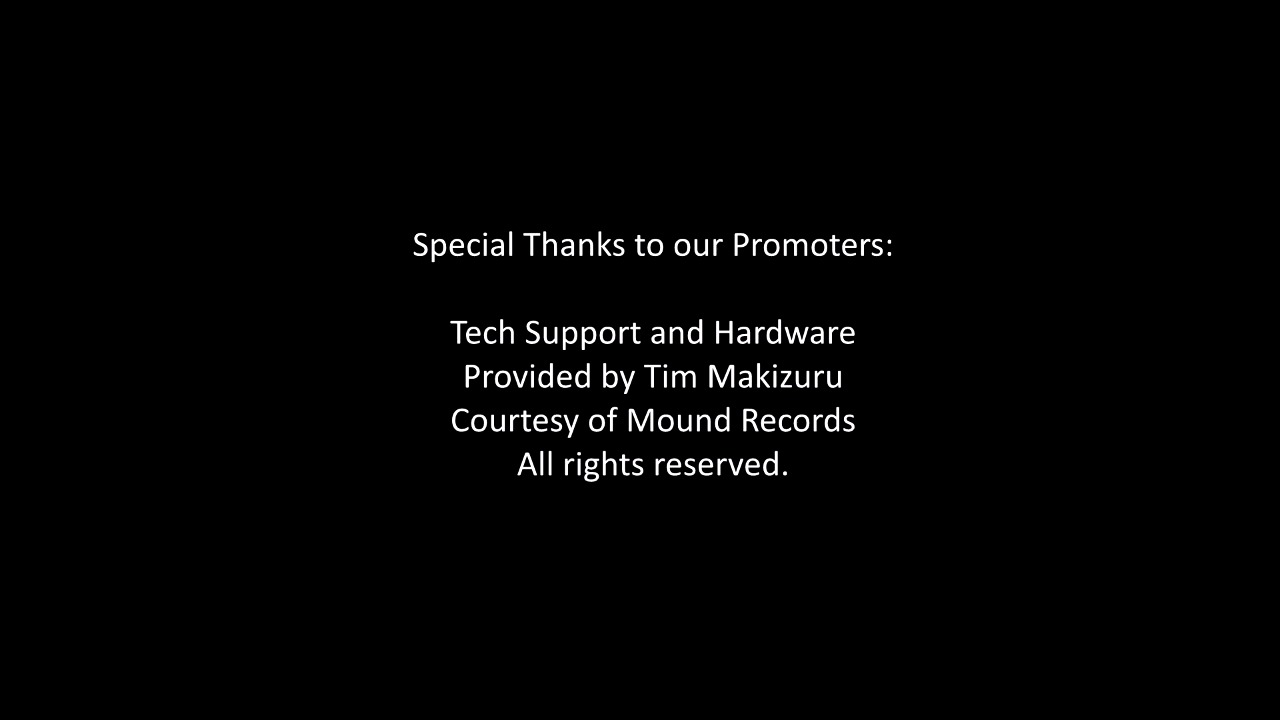 Special Thanks to our Promoters:
Tech Support and Hardware
Provided by Tim Makizuru
Courtesy of Mound Records
All rights reserved.